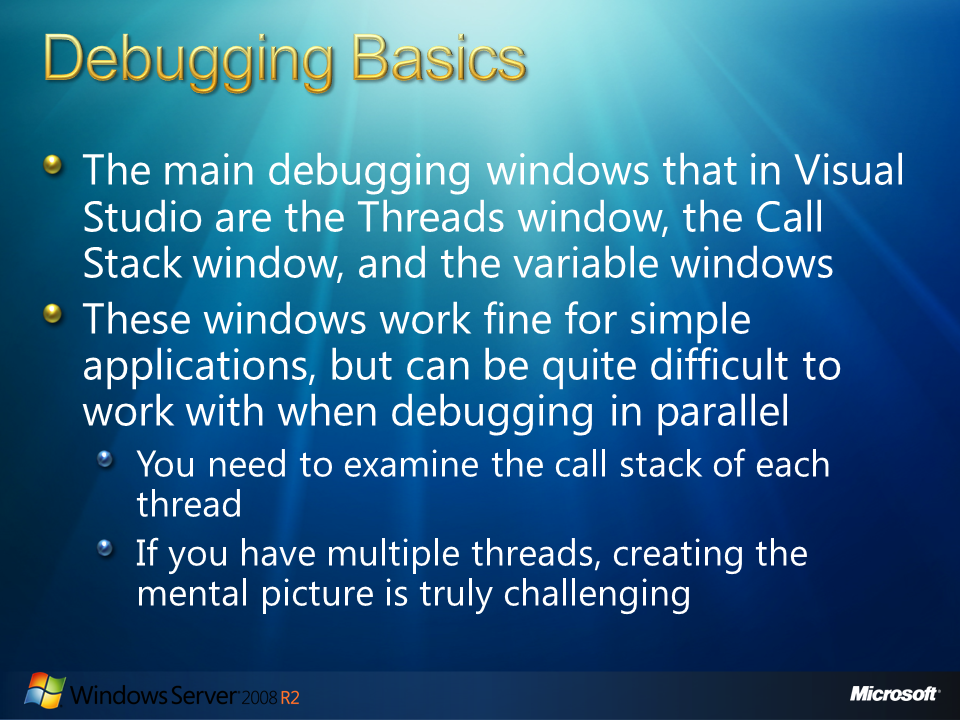 Debugging Basics
The main debugging windows that in Visual
Studio are the Threads window, the Call
Stack window, and the variable windows
These windows work fine for simple
applications, but can be quite difficult to
work with when debugging in parallel
You need to examine the call stack of each
thread
If you have multiple threads, creating the
mental picture is truly challenging
Windows Server 2008 R2
Microsoft